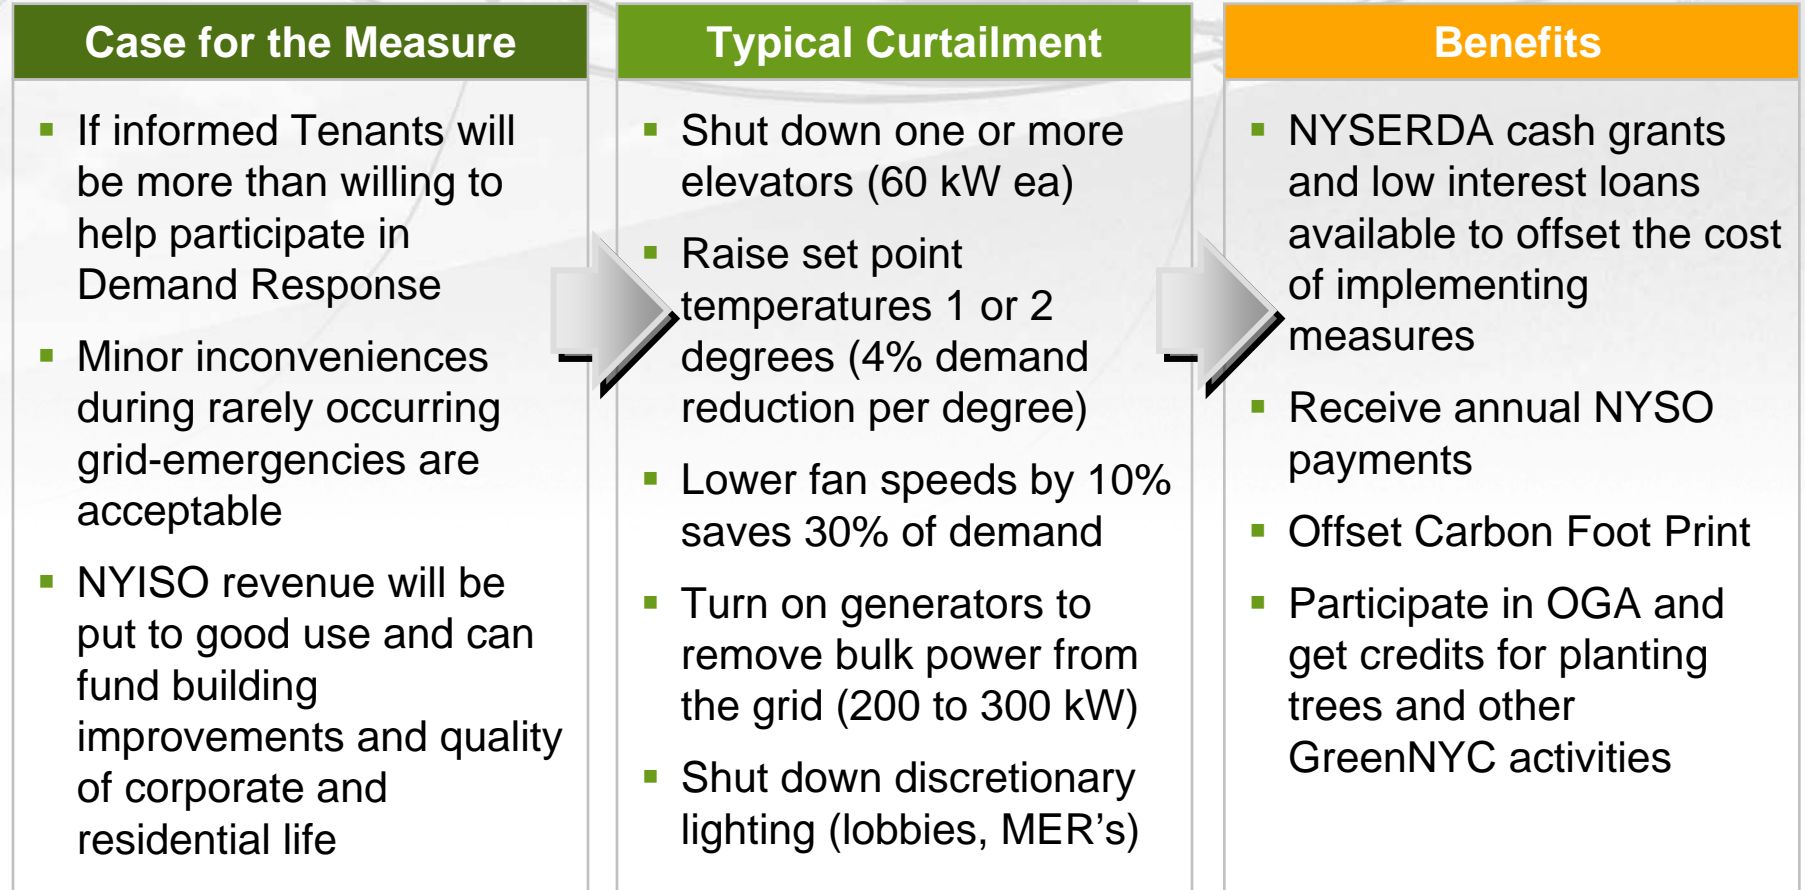 Case for the Measure
▪ If informed Tenants will
be more than willing to
help participate in
Demand Response
▪ Minor inconveniences
during rarely occurring
grid-emergencies are
acceptable
▪ NYISO revenue will be
put to good use and can
fund building
improvements and quality
of corporate and
residential life
Typical Curtailment
▪ Shut down one or more
elevators (60 kW ea)
▪ Raise set point
temperatures 1 or 2
degrees (4% demand
reduction per degree)
▪ Lower fan speeds by 10%
saves 30% of demand
▪ Turn on generators to
remove bulk power from
the grid (200 to 300 kW)
▪ Shut down discretionary
lighting (lobbies, MER’s)
Benefits
▪ NYSERDA cash grants
and low interest loans
available to offset the cost
of implementing
measures
▪ Receive annual NYSO
payments
▪ Offset Carbon Foot Print
▪ Participate in OGA and
get credits for planting
trees and other
GreenNYC activities